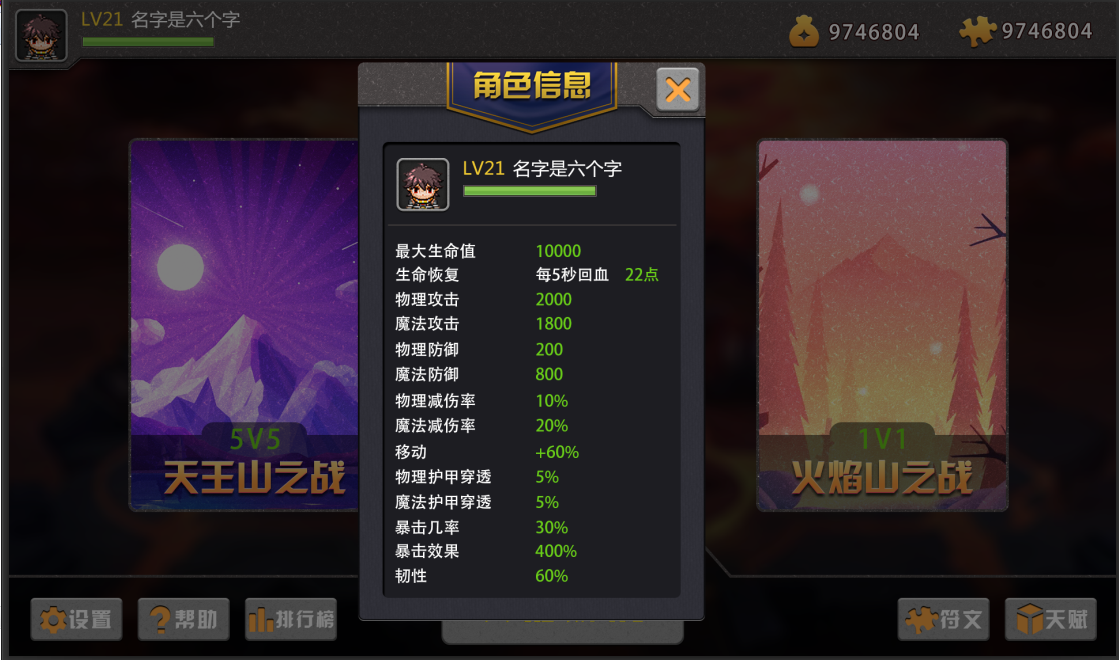 LV21 名字是六个字
9746804
9746804
角色信息
LV21 名字是六个字
最大生命值 10000
生命恢复 每5秒回血 22点
物理攻击 2000
魔法攻击 1800
物理防御 200
魔法防御 800
物理减伤率 10%
魔法减伤率 20%
移动 +60%
物理护甲穿透 5%
魔法护甲穿透 5%
暴击几率 30%
暴击效果 400%
韧性 60%
5V5
天王山之战
1V1
火焰山之战
设置
帮助
排行榜
符文
天赋